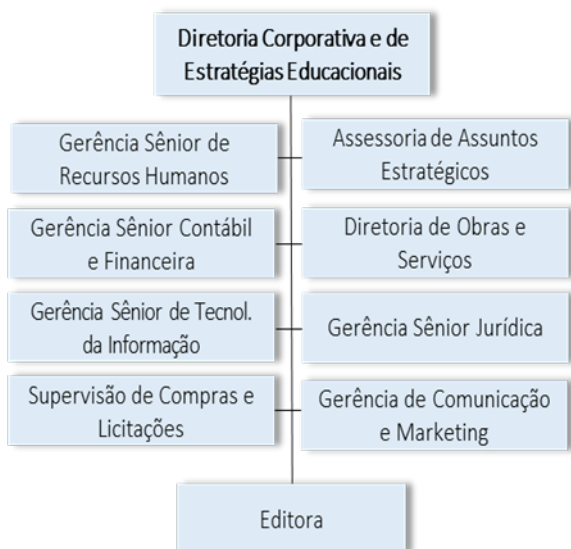 Diretoria Corporativa e de
Estratégias Educacionais
Gerência Sênior de
Recursos Humanos
Assessoria de Assuntos
Estratégicos
Gerência Sênior Contábil
e Financeira
Diretoria de Obras e
Serviços
Gerência Sênior de Tecnol.
da Informação
Gerência Sênior Jurídica
Supervisão de Compras e
Licitações
Gerência de Comunicação
e Marketing
Editora